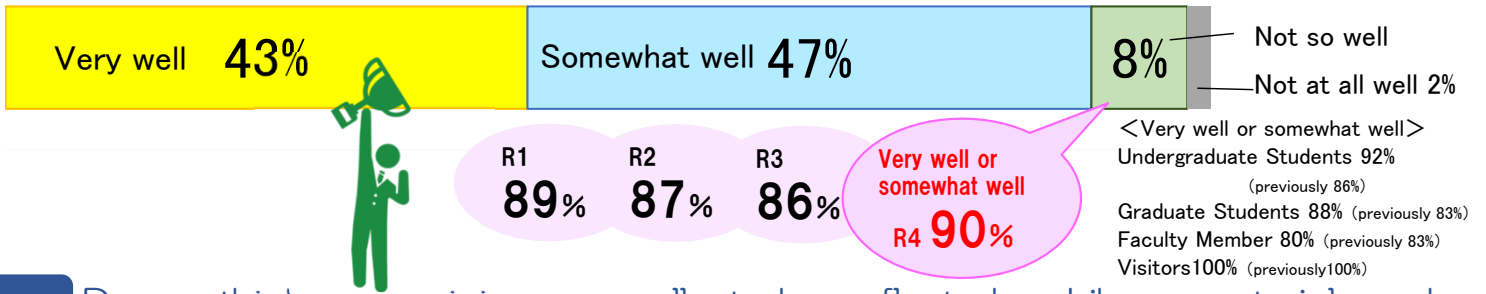 Very well 43%
Somewhat well 47%
8%
Not so well
Not at all well 2%
R1
89%
R2
87%
R3
86%
Very well or
somewhat well
R4 90%
<Very well or somewhat well>
Undergraduate Students 92%
(previously 86%)
Graduate Students 88% (previously 83%)
Faculty Member 80% (previously 83%)
Visitors100% (previously100%)